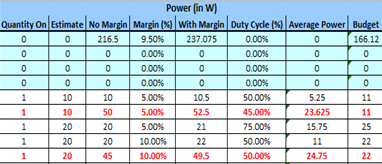 Power (in W)
Quantity On Estimate No Margin Margin (%) With Margin Duty Cycle (%) Average Power Budget
0 0 216.5 9.50% 237.075 0.00% 0 166.12
0 0 0 0.00% 0 0.00% 0 0
0 0 0 0.00% 0 0.00% 0 0
0 0 0 0.00% 0 0.00% 0 0
1 10 10 5.00% 10.5 50.00% 5.25 11
1 10 50 5.00% 52.5 45.00% 23.625 11
1 20 20 5.00% 21 75.00% 15.75 25
1 20 20 10.00% 22 50.00% 11 22
1 20 45 10.00% 49.5 50.00% 24.75 22